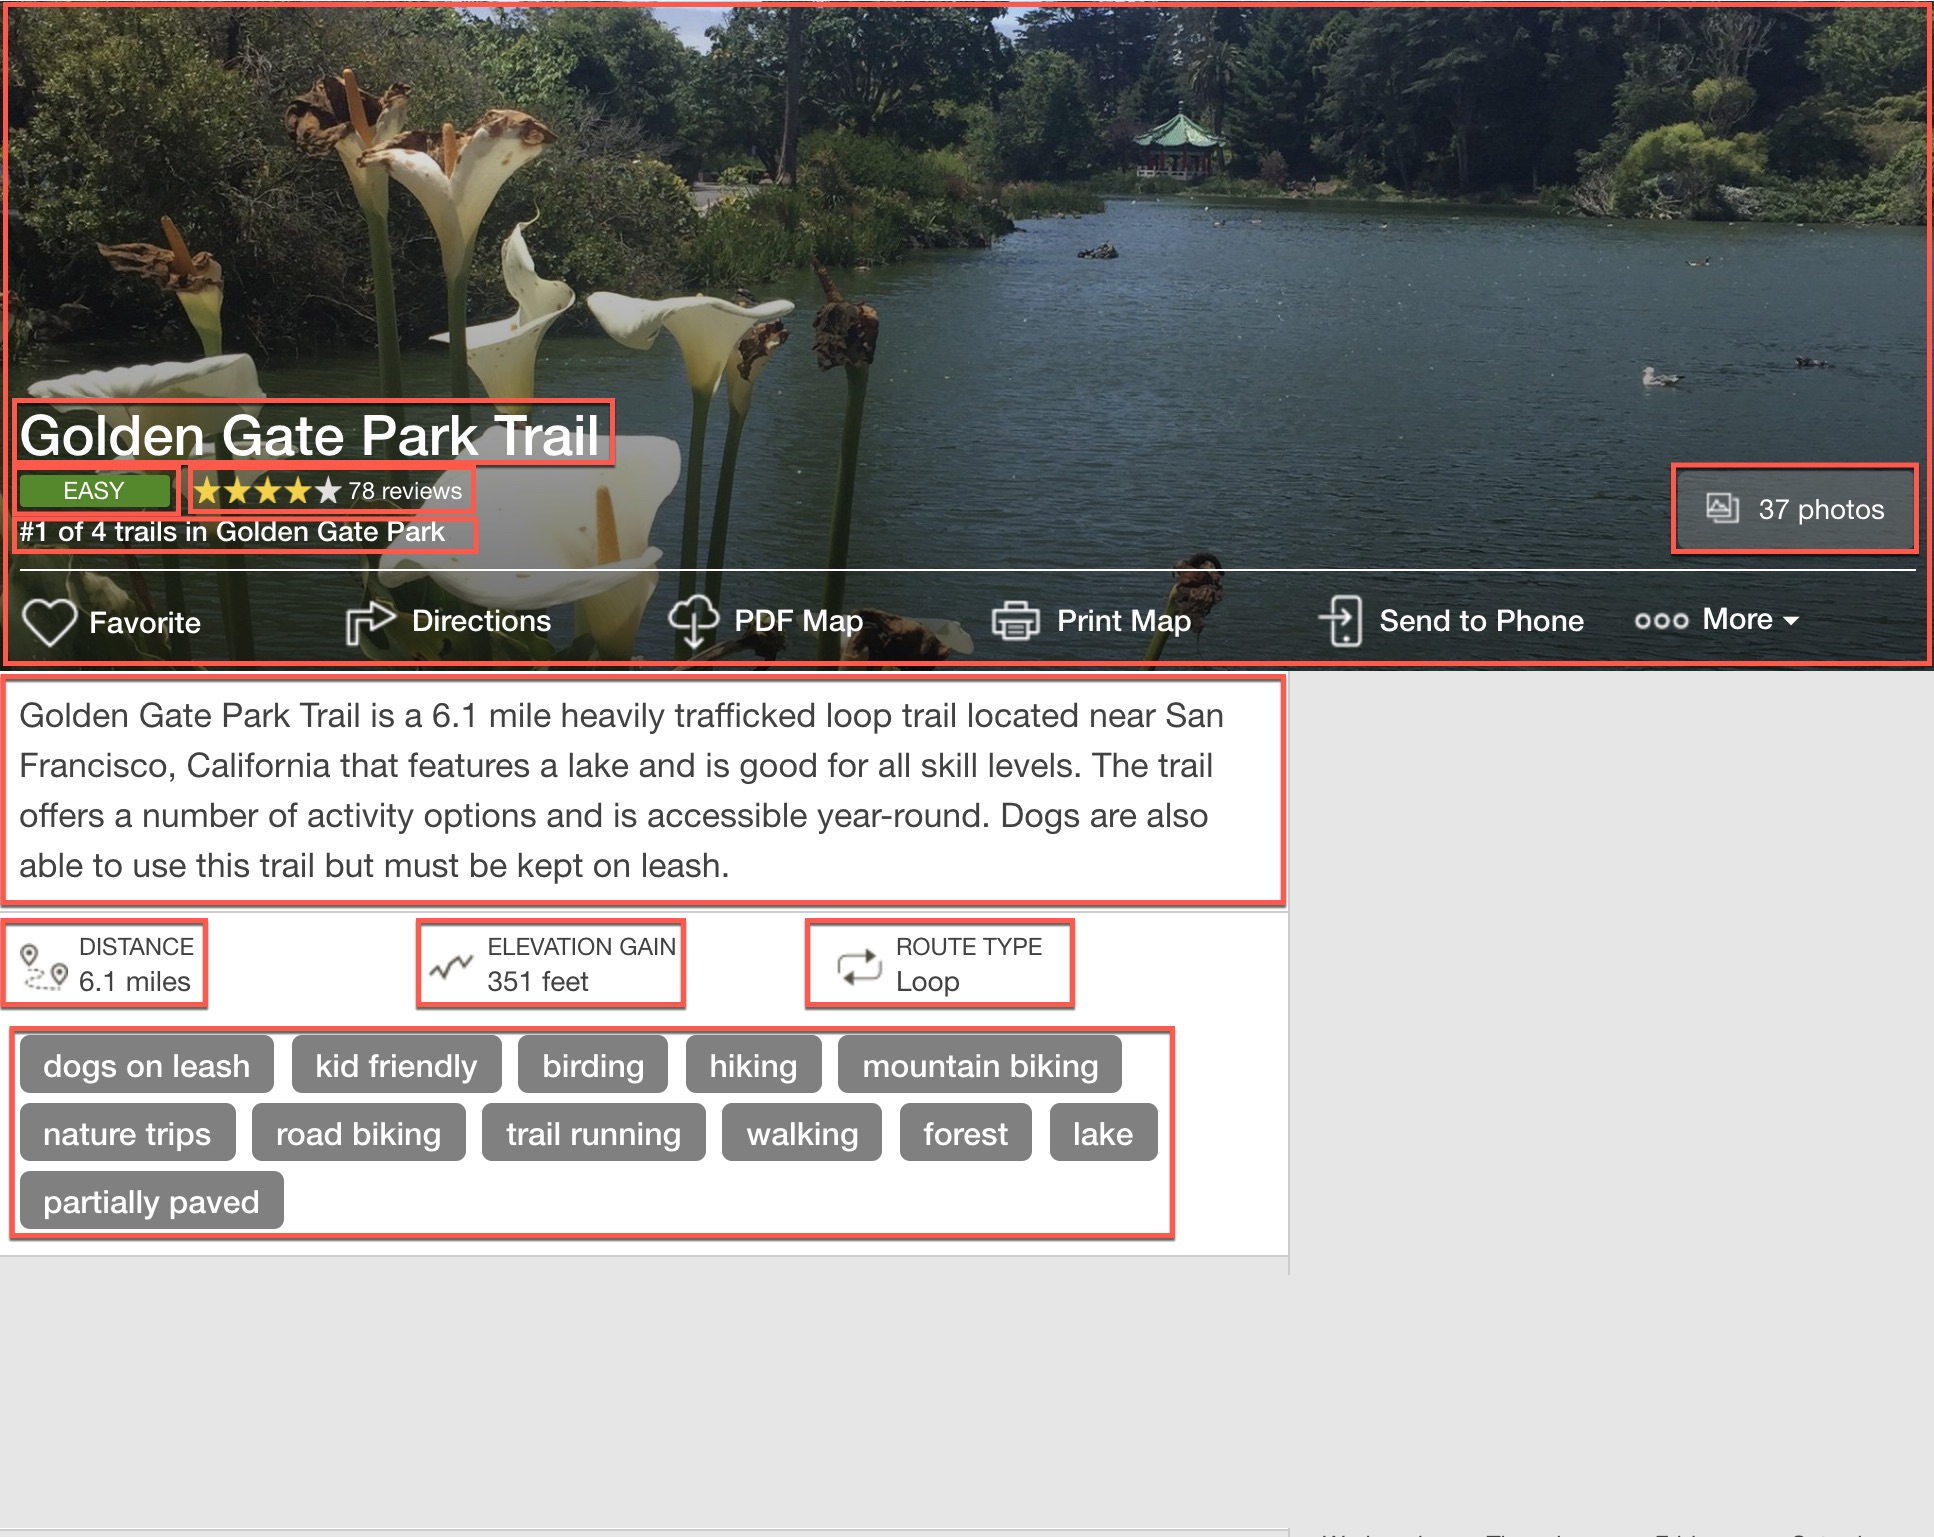 Golden Gate Park Trail
EASY 78 reviews
#1 of 4 trails in Golden Gate Park
37 photos
Favorite Directions PDF Map Print Map Send to Phone More
Golden Gate Park Trail is a 6.1 mile heavily trafficked loop trail located near San
Francisco, California that features a lake and is good for all skill levels. The trail
offers a number of activity options and is accessible year-round. Dogs are also
able to use this trail but must be kept on leash.
DISTANCE ELEVATION GAIN ROUTE TYPE
6.1 miles 351 feet Loop
dogs on leash kid friendly birding hiking mountain biking
nature trips road biking trail running walking forest lake
partially paved